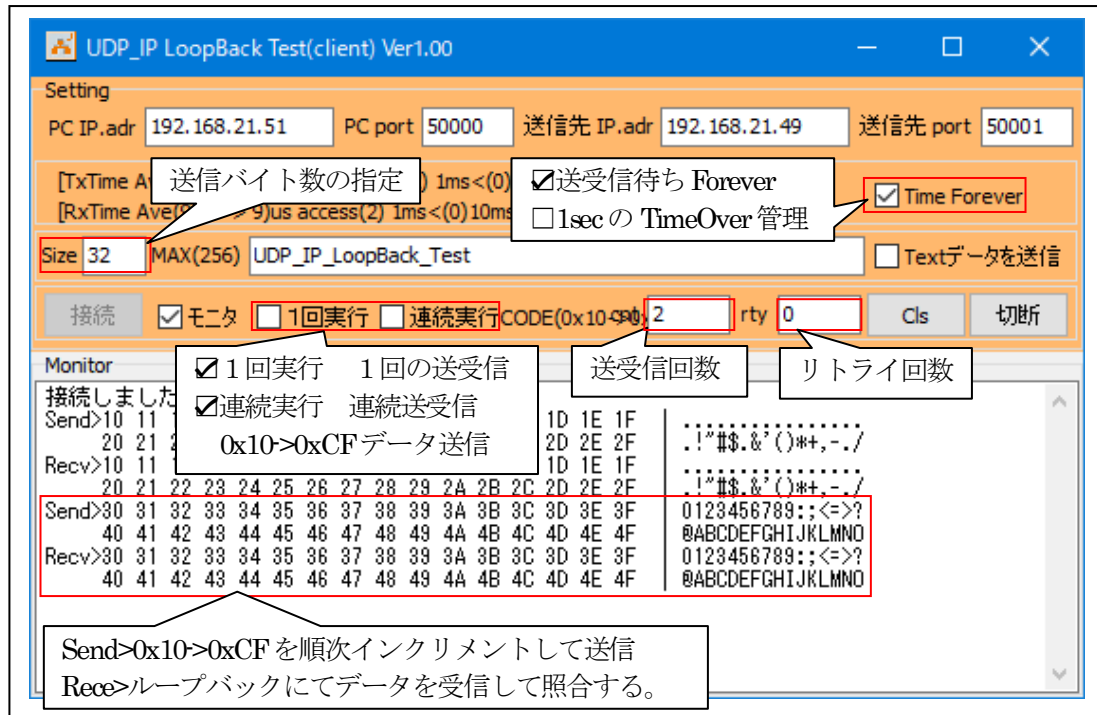 UDP_IP LoopBack Test(client) Ver1.00
Setting
PC IP.adr 192.168.21.51 PC port 50000 送信先 IP.adr 192.168.21.49 送信先 port 50001
[TxTime 送信バイト数の指定 ) 1ms<(0) ☑送受信待ち Forever
[RxTime Ave( 9)us access(2) 1ms<(0)10ms □1sec の TimeOver 管理
☑ Time Forever
Size 32 MAX(256) UDP_IP_LoopBack_Test □ Textデータを送信
接続 ☑ モニタ □ 1回実行 □ 連続実行 CODE(0x10 cnt 2 rty 0 Cls 切断
☑１回実行 １回の送受信
☑連続実行 連続送受信
0x10->0xCF データ送信
送受信回数
リトライ回数
Monitor
接続しました
Send>10 11 1D 1E 1F | ................
20 21 2D 2E 2F | .!"#$.&'()*+,-./
Recv>10 11 1D 1E 1F | ................
20 21 22 23 24 25 26 27 28 29 2A 2B 2C 2D 2E 2F | .!"#$.&'()*+,-./
Send>30 31 32 33 34 35 36 37 38 39 3A 3B 3C 3D 3E 3F | 0123456789:;<=>?
40 41 42 43 44 45 46 47 48 49 4A 4B 4C 4D 4E 4F | @ABCDEFGHIJKLMNO
Recv>30 31 32 33 34 35 36 37 38 39 3A 3B 3C 3D 3E 3F | 0123456789:;<=>?
40 41 42 43 44 45 46 47 48 49 4A 4B 4C 4D 4E 4F | @ABCDEFGHIJKLMNO
Send>0x10->0xCF を順次インクリメントして送信
Rece>ループバックにてデータを受信して照合する。